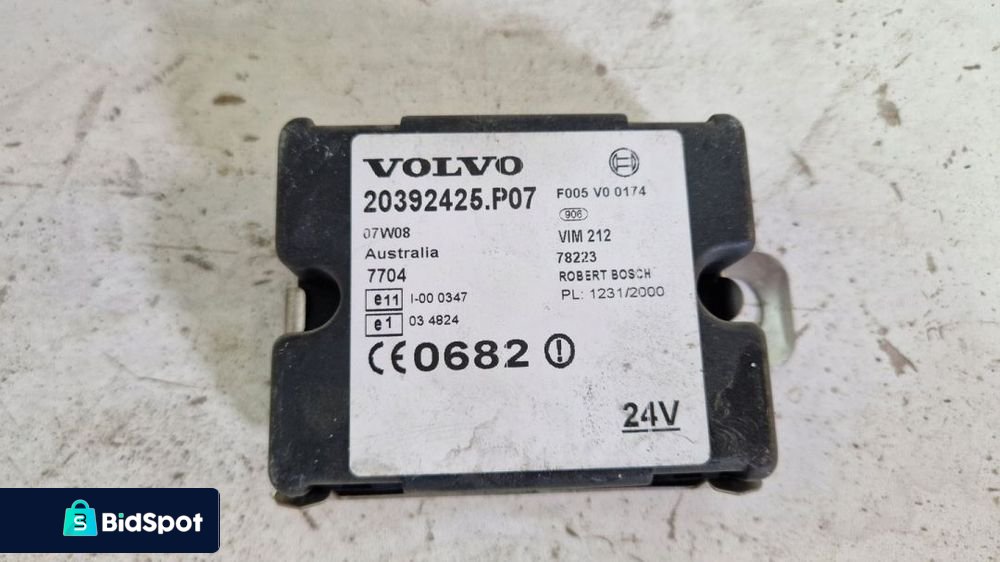 VOLVO
20392425.P07
07W08
Australia
7704
e11 I-00 0347
e1 03 4824
CE0682
F005 V0 0174
906
VIM 212
78223
ROBERT BOSCH
PL: 1231/2000
24V
BidSpot